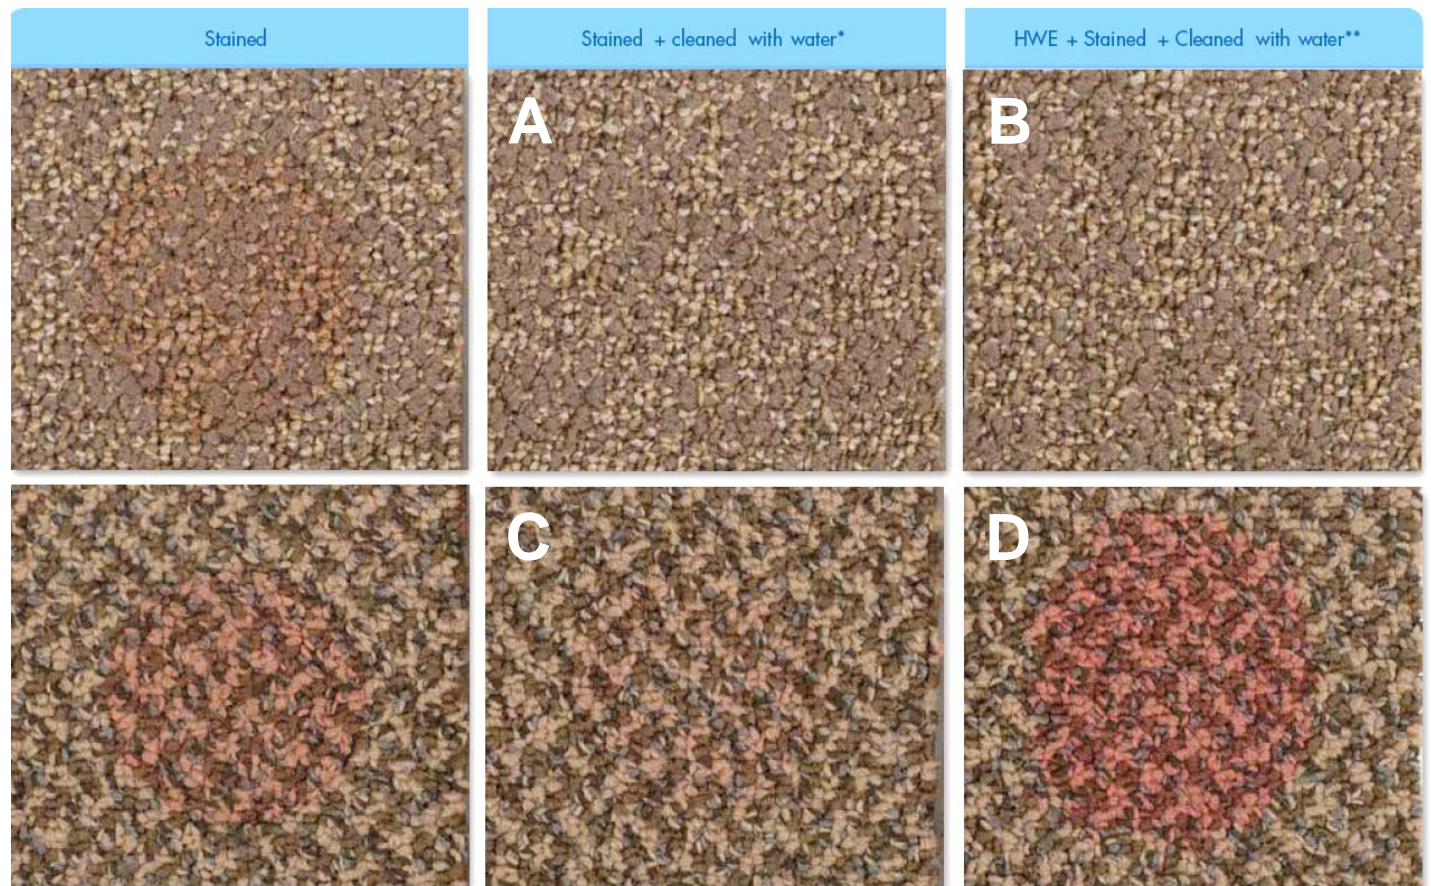 Stained
Stained + cleaned with water*
HWE + Stained + Cleaned with water**
A
B
C
D